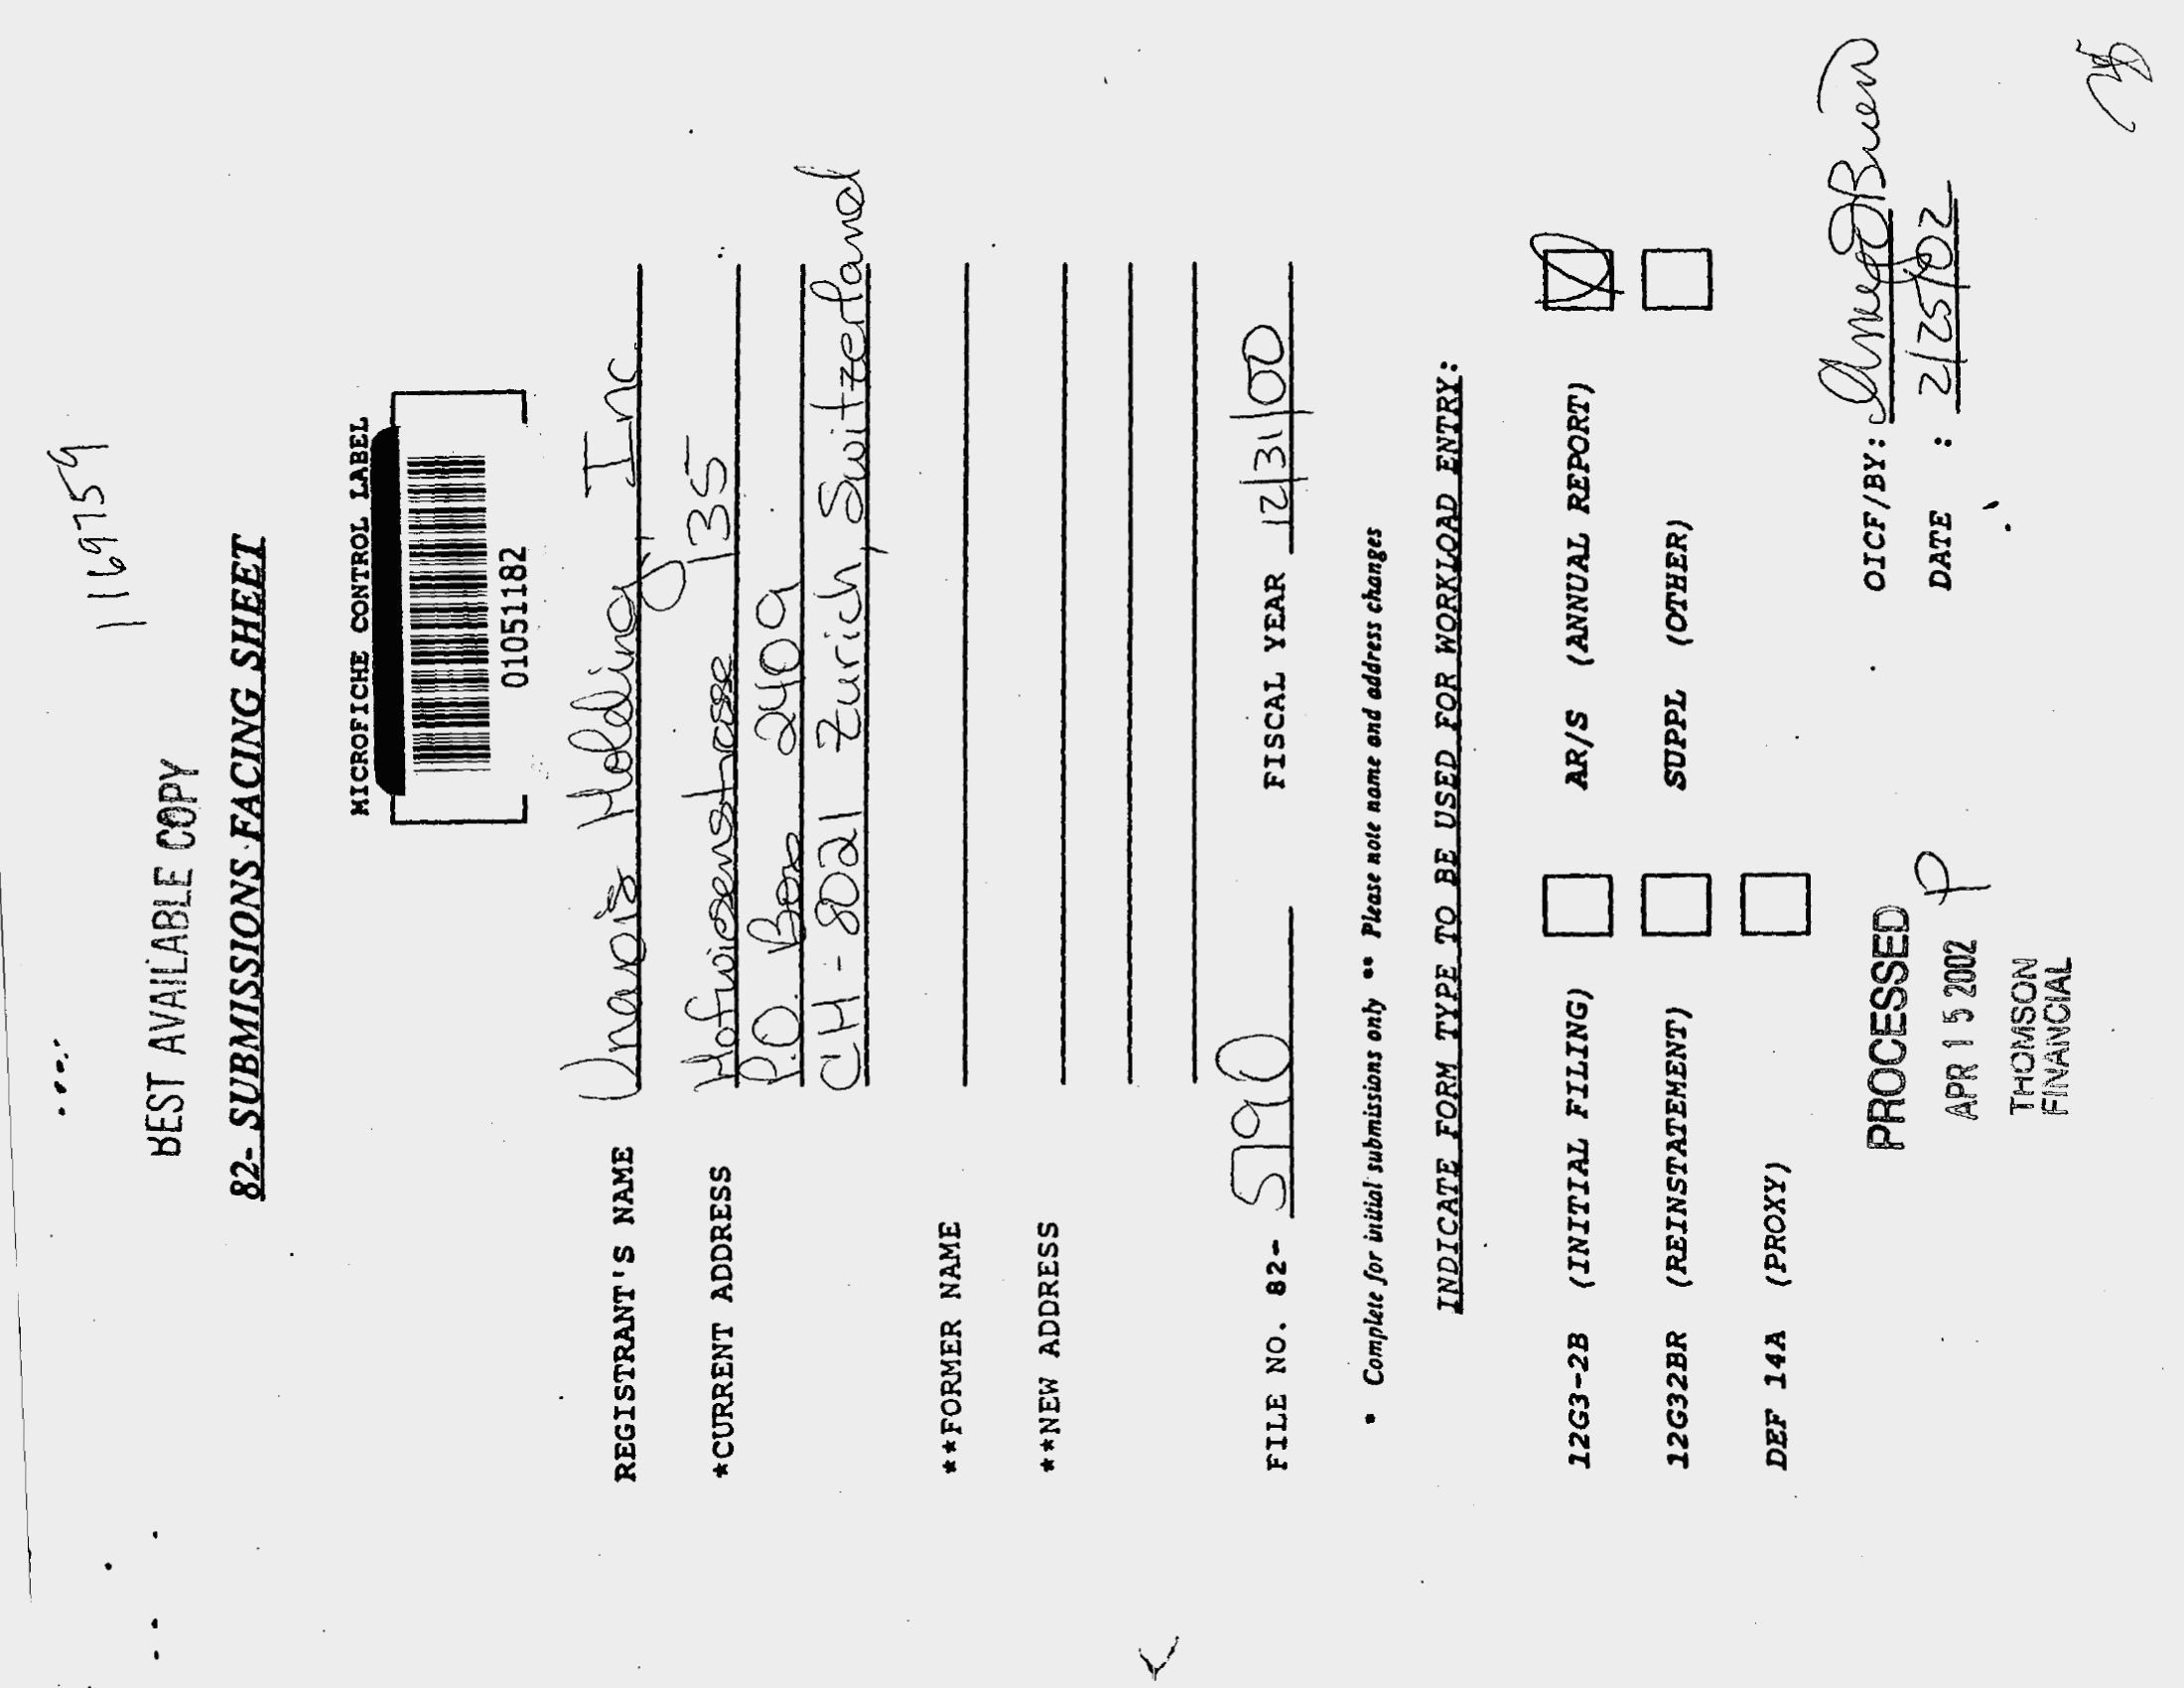 1169759
BEST AVAILABLE COPY
82- SUBMISSIONS FACING SHEET
MICROFICHE CONTROL LABEL
01051182
REGISTRANT'S NAME Unaxis Holding Inc
*CURRENT ADDRESS Hofwiesenstrasse 135
P.O. Box 2409
CH-8021 Zurich, Switzerland
**FORMER NAME
**NEW ADDRESS
FILE NO. 82- 5190 FISCAL YEAR 12/31/00
* Complete for initial submissions only ** Please note name and address changes
INDICATE FORM TYPE TO BE USED FOR WORKLOAD ENTRY:
12G3-2B (INITIAL FILING) AR/S (ANNUAL REPORT)
12G32BR (REINSTATEMENT) SUPPL (OTHER)
DEF 14A (PROXY)
OICF/BY:
DATE : 2/25/02
PROCESSED
APR 15 2002
THOMSON
FINANCIAL